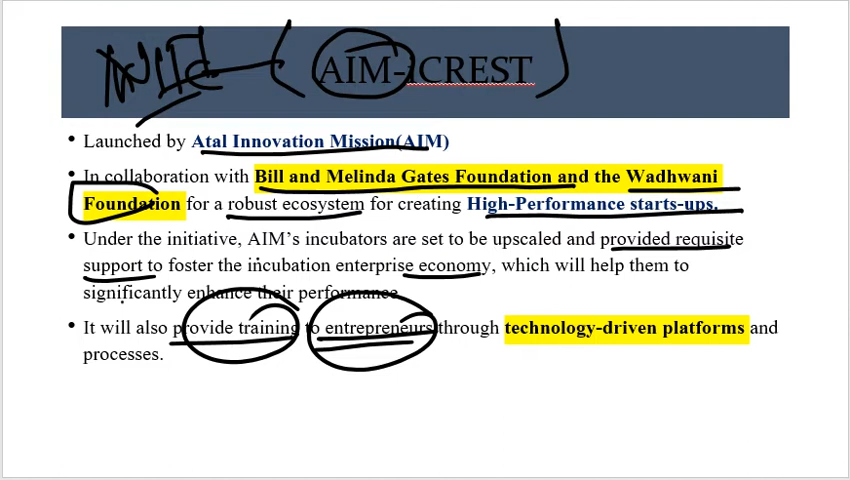 AIM-iCREST
• Launched by Atal Innovation Mission(AIM)
• In collaboration with Bill and Melinda Gates Foundation and the Wadhwani
Foundation for a robust ecosystem for creating High-Performance starts-ups.
• Under the initiative, AIM’s incubators are set to be upscaled and provided requisite
support to foster the incubation enterprise economy, which will help them to
significantly enhance their performance.
• It will also provide training to entrepreneurs through technology-driven platforms and
processes.